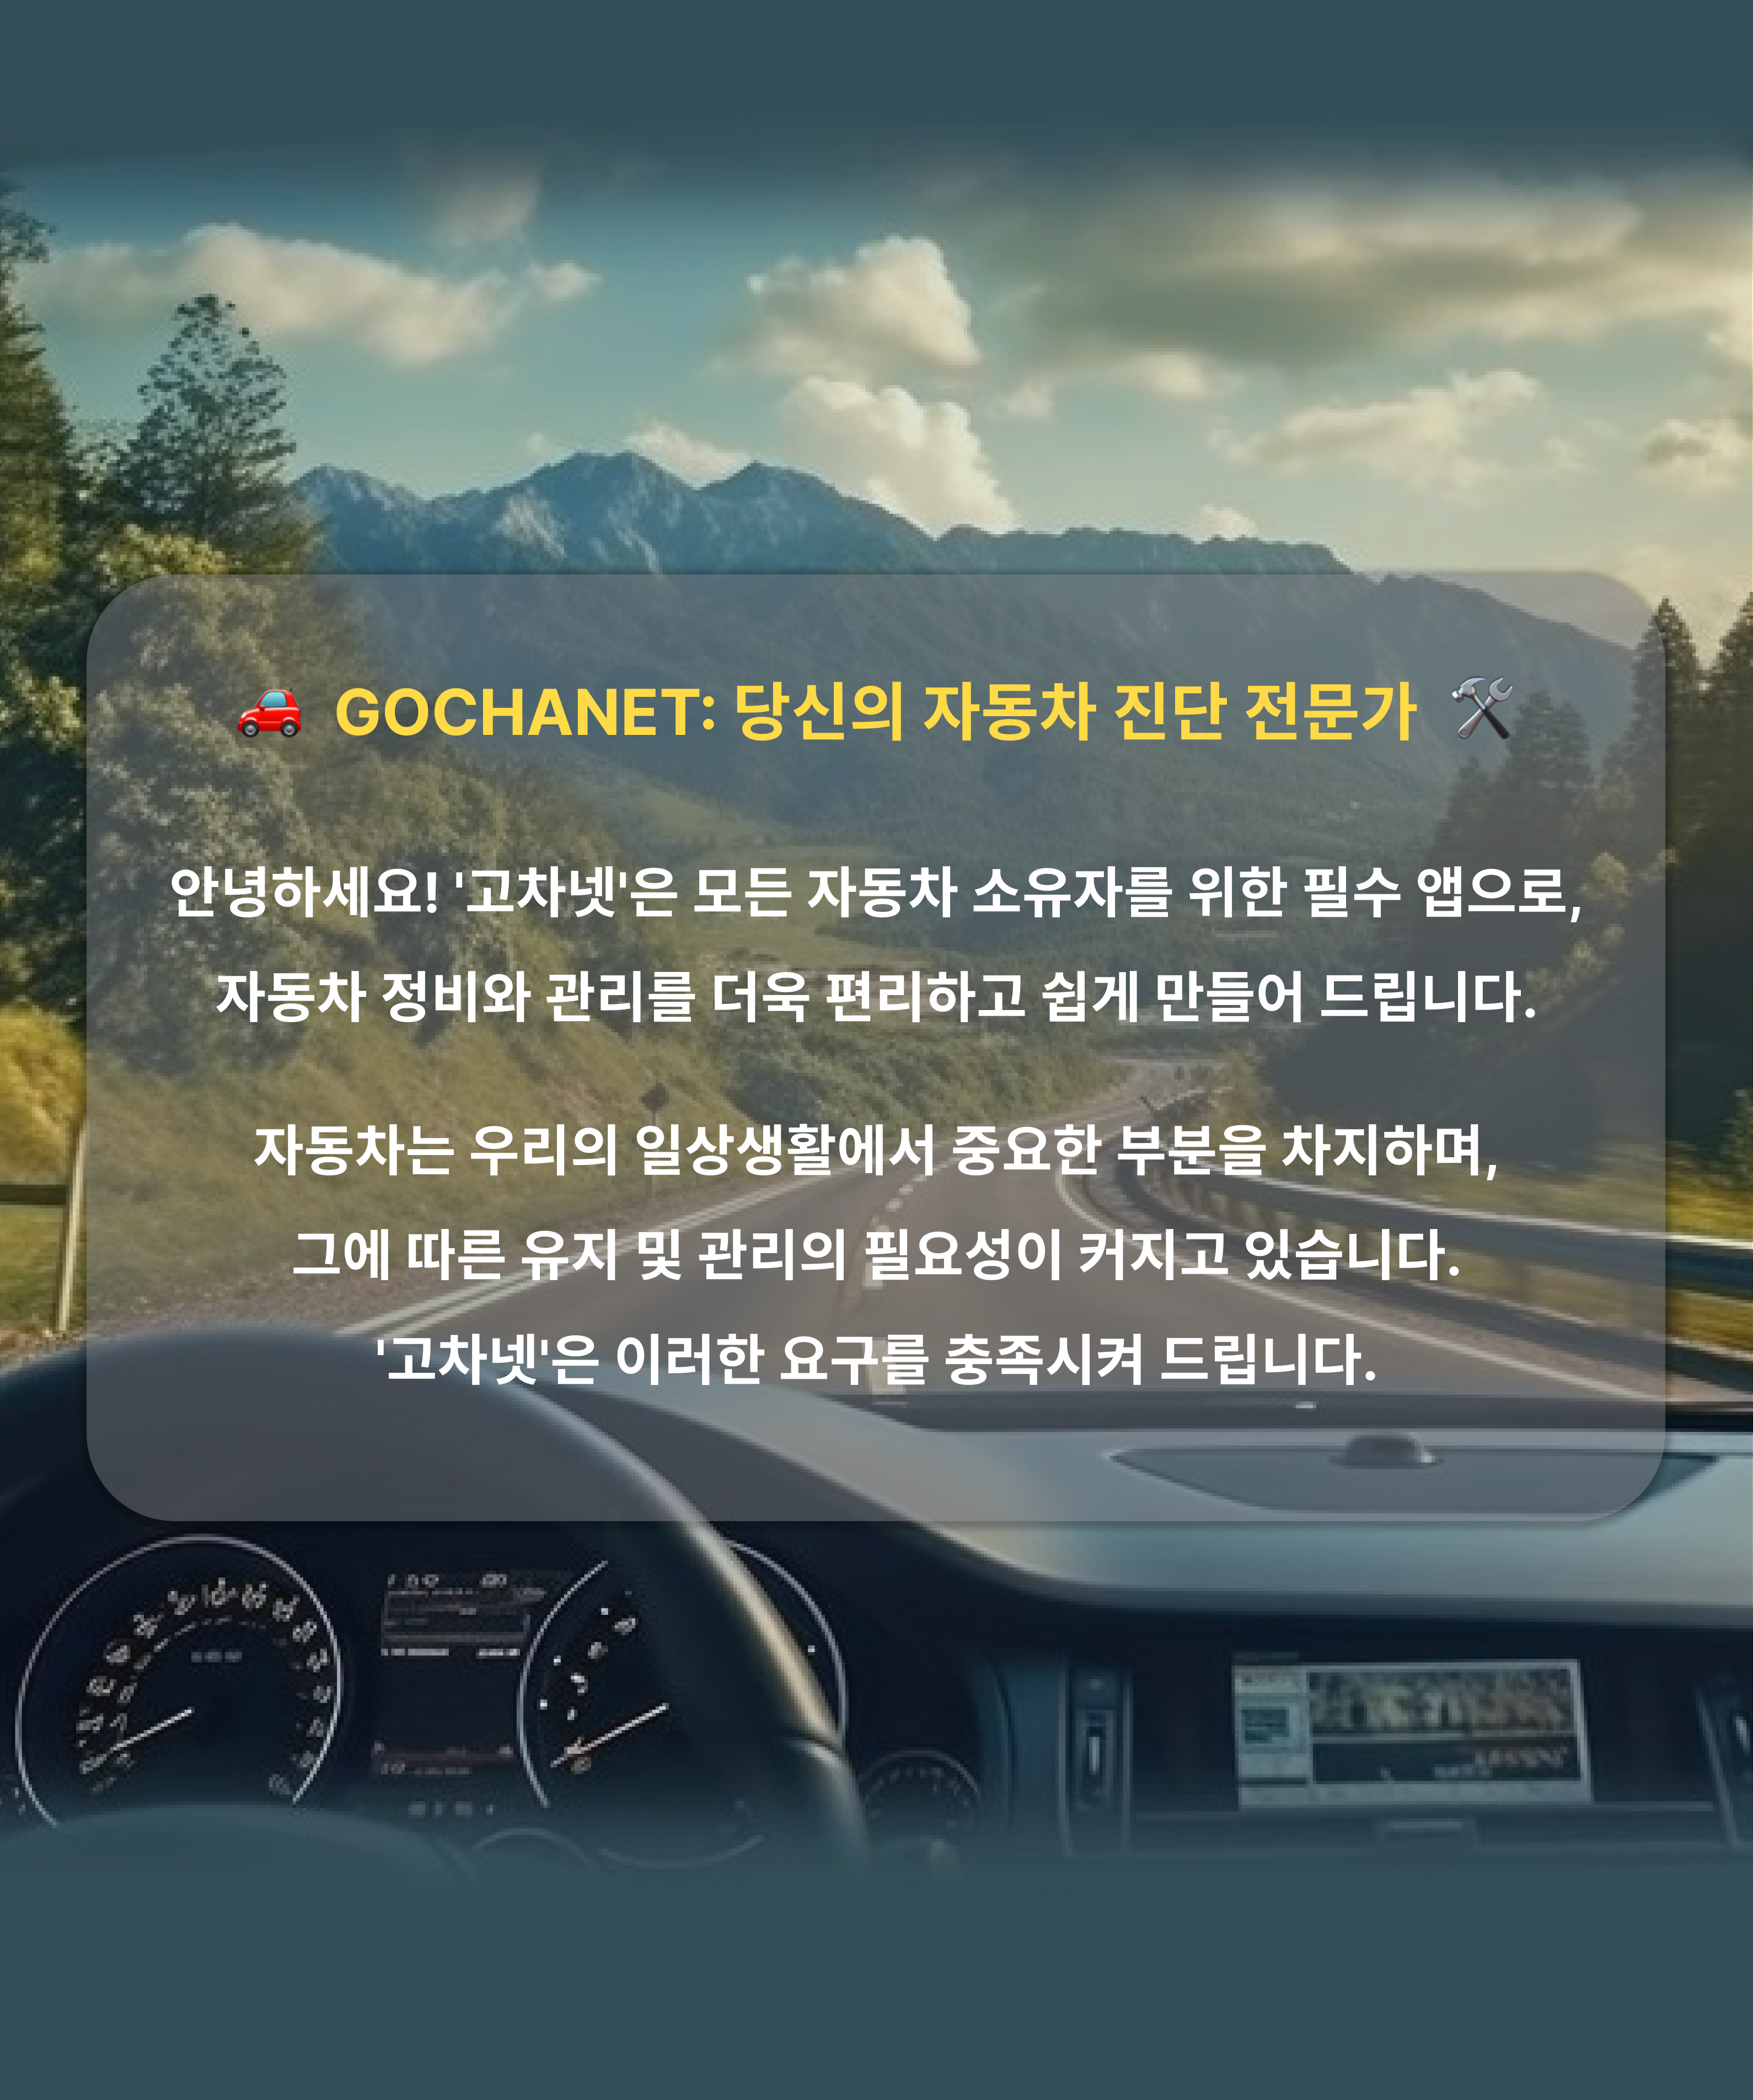 🚗 GOCHANET: 당신의 자동차 진단 전문가 🛠️
안녕하세요! '고차넷'은 모든 자동차 소유자를 위한 필수 앱으로,
자동차 정비와 관리를 더욱 편리하고 쉽게 만들어 드립니다.
자동차는 우리의 일상생활에서 중요한 부분을 차지하며,
그에 따른 유지 및 관리의 필요성이 커지고 있습니다.
'고차넷'은 이러한 요구를 충족시켜 드립니다.